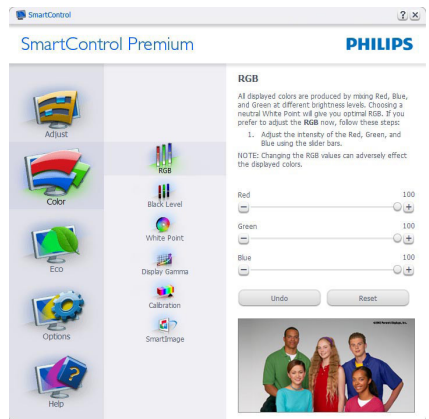 SmartControl
? ×
SmartControl Premium
PHILIPS
Adjust
Color
Eco
Options
Help
RGB
Black Level
White Point
Display Gamma
Calibration
SmartImage
RGB
All displayed colors are produced by mixing Red, Blue,
and Green at different brightness levels. Choosing a
neutral White Point will give you optimal RGB. If you
prefer to adjust the RGB now, follow these steps:
1. Adjust the intensity of the Red, Green, and
Blue using the slider bars.
NOTE: Changing the RGB values can adversely effect
the displayed colors.
Red 100
Green 100
Blue 100
Undo Reset